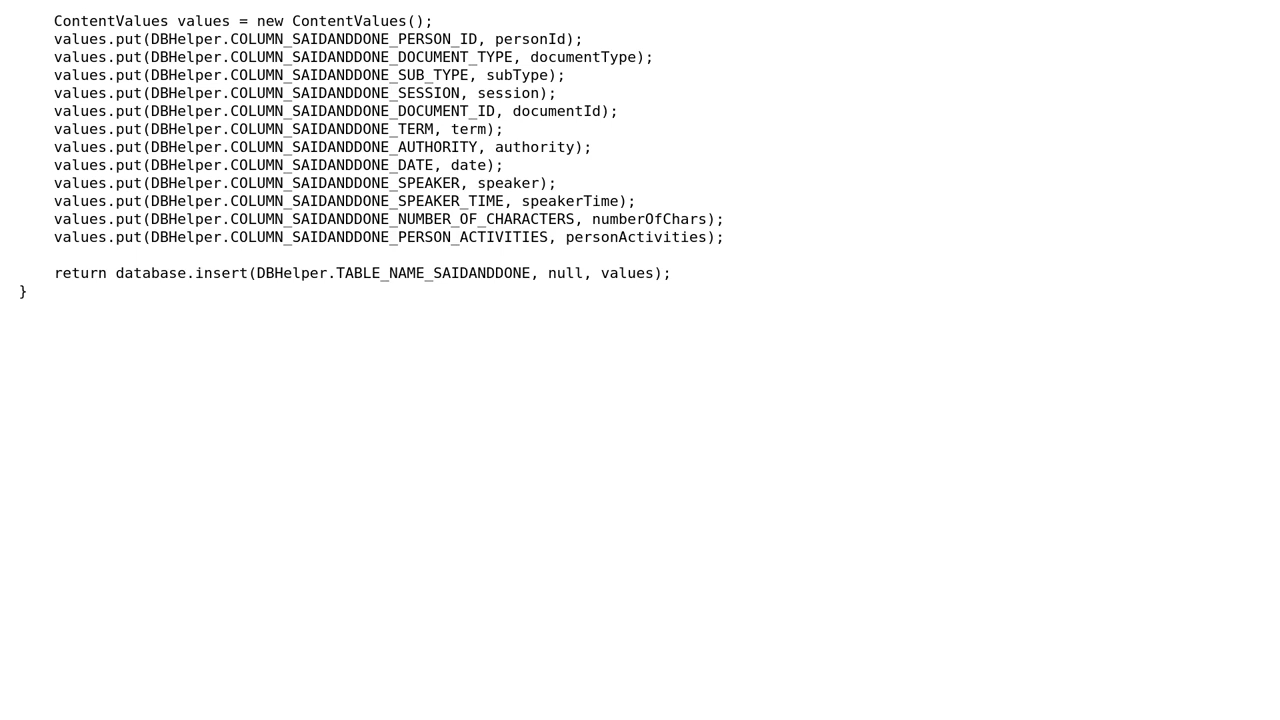 ContentValues values = new ContentValues();
    values.put(DBHelper.COLUMN_SAIDANDDONE_PERSON_ID, personId);
    values.put(DBHelper.COLUMN_SAIDANDDONE_DOCUMENT_TYPE, documentType);
    values.put(DBHelper.COLUMN_SAIDANDDONE_SUB_TYPE, subType);
    values.put(DBHelper.COLUMN_SAIDANDDONE_SESSION, session);
    values.put(DBHelper.COLUMN_SAIDANDDONE_DOCUMENT_ID, documentId);
    values.put(DBHelper.COLUMN_SAIDANDDONE_TERM, term);
    values.put(DBHelper.COLUMN_SAIDANDDONE_AUTHORITY, authority);
    values.put(DBHelper.COLUMN_SAIDANDDONE_DATE, date);
    values.put(DBHelper.COLUMN_SAIDANDDONE_SPEAKER, speaker);
    values.put(DBHelper.COLUMN_SAIDANDDONE_SPEAKER_TIME, speakerTime);
    values.put(DBHelper.COLUMN_SAIDANDDONE_NUMBER_OF_CHARACTERS, numberOfChars);
    values.put(DBHelper.COLUMN_SAIDANDDONE_PERSON_ACTIVITIES, personActivities);

    return database.insert(DBHelper.TABLE_NAME_SAIDANDDONE, null, values);
}